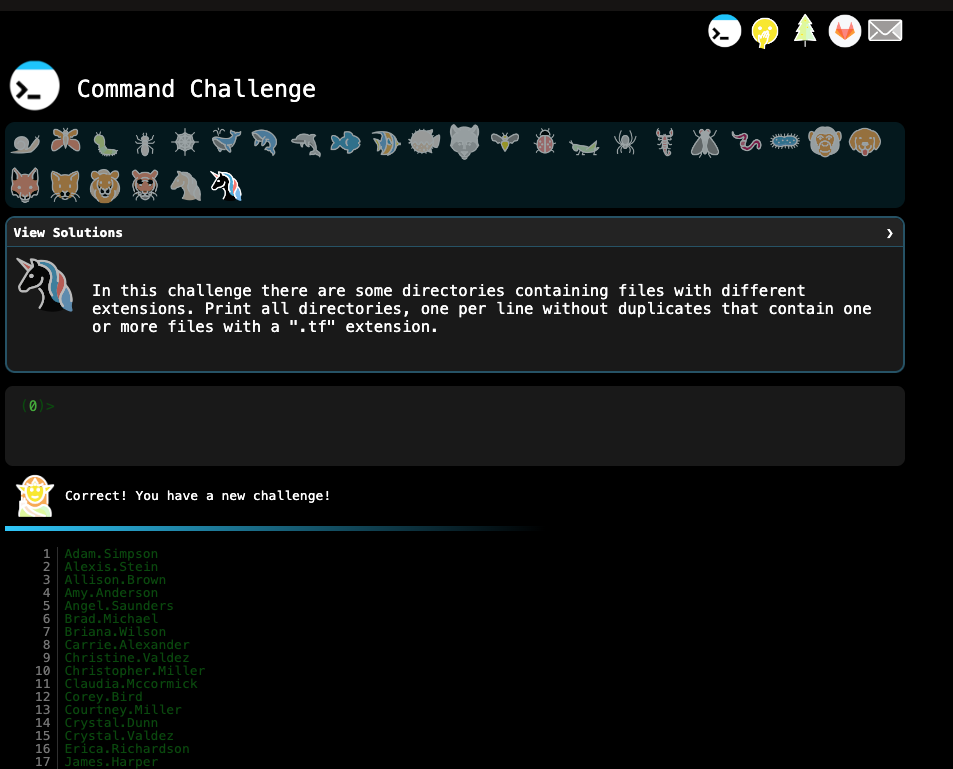 Command Challenge
View Solutions ❯
In this challenge there are some directories containing files with different
extensions. Print all directories, one per line without duplicates that contain one
or more files with a ".tf" extension.
(0)>
Correct! You have a new challenge!
1 Adam.Simpson
2 Alexis.Stein
3 Allison.Brown
4 Amy.Anderson
5 Angel.Saunders
6 Brad.Michael
7 Briana.Wilson
8 Carrie.Alexander
9 Christine.Valdez
10 Christopher.Miller
11 Claudia.Mccormick
12 Corey.Bird
13 Courtney.Miller
14 Crystal.Dunn
15 Crystal.Valdez
16 Erica.Richardson
17 James.Harper